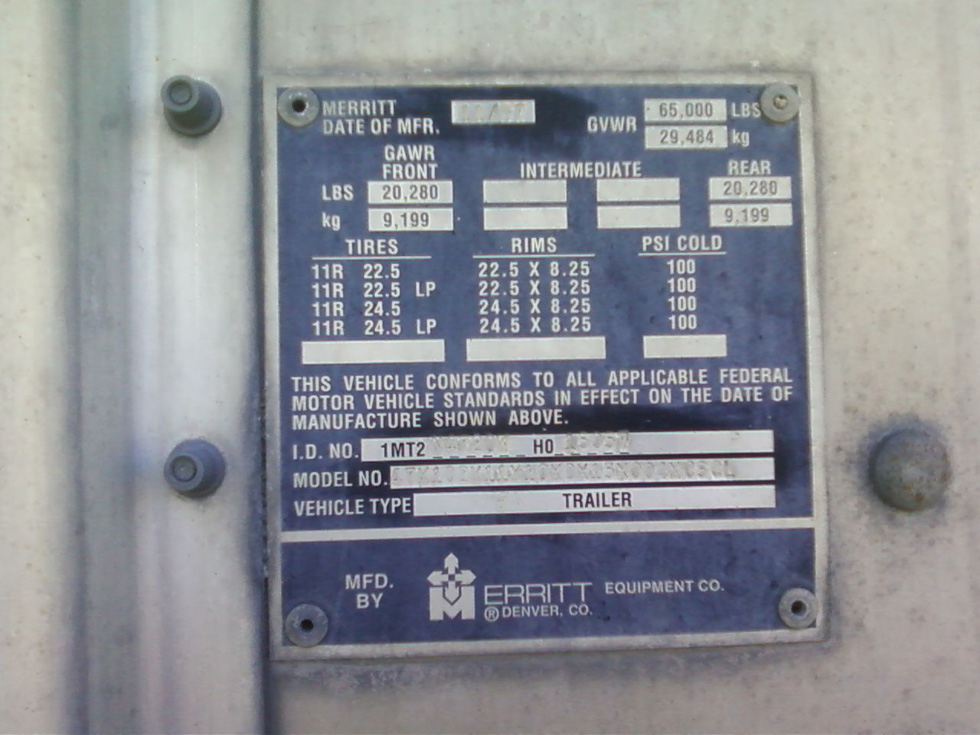 MERRITT
DATE OF MFR.
GVWR 65,000 LBS
29,484 kg
GAWR
FRONT INTERMEDIATE REAR
LBS 20,280 20,280
kg 9,199 9,199
TIRES RIMS PSI COLD
11R 22.5 22.5 X 8.25 100
11R 22.5 LP 22.5 X 8.25 100
11R 24.5 24.5 X 8.25 100
11R 24.5 LP 24.5 X 8.25 100
THIS VEHICLE CONFORMS TO ALL APPLICABLE FEDERAL
MOTOR VEHICLE STANDARDS IN EFFECT ON THE DATE OF
MANUFACTURE SHOWN ABOVE.
I.D. NO. 1MT2 H0
MODEL NO.
VEHICLE TYPE TRAILER
MFD.
BY
MERRITT EQUIPMENT CO.
® DENVER, CO.